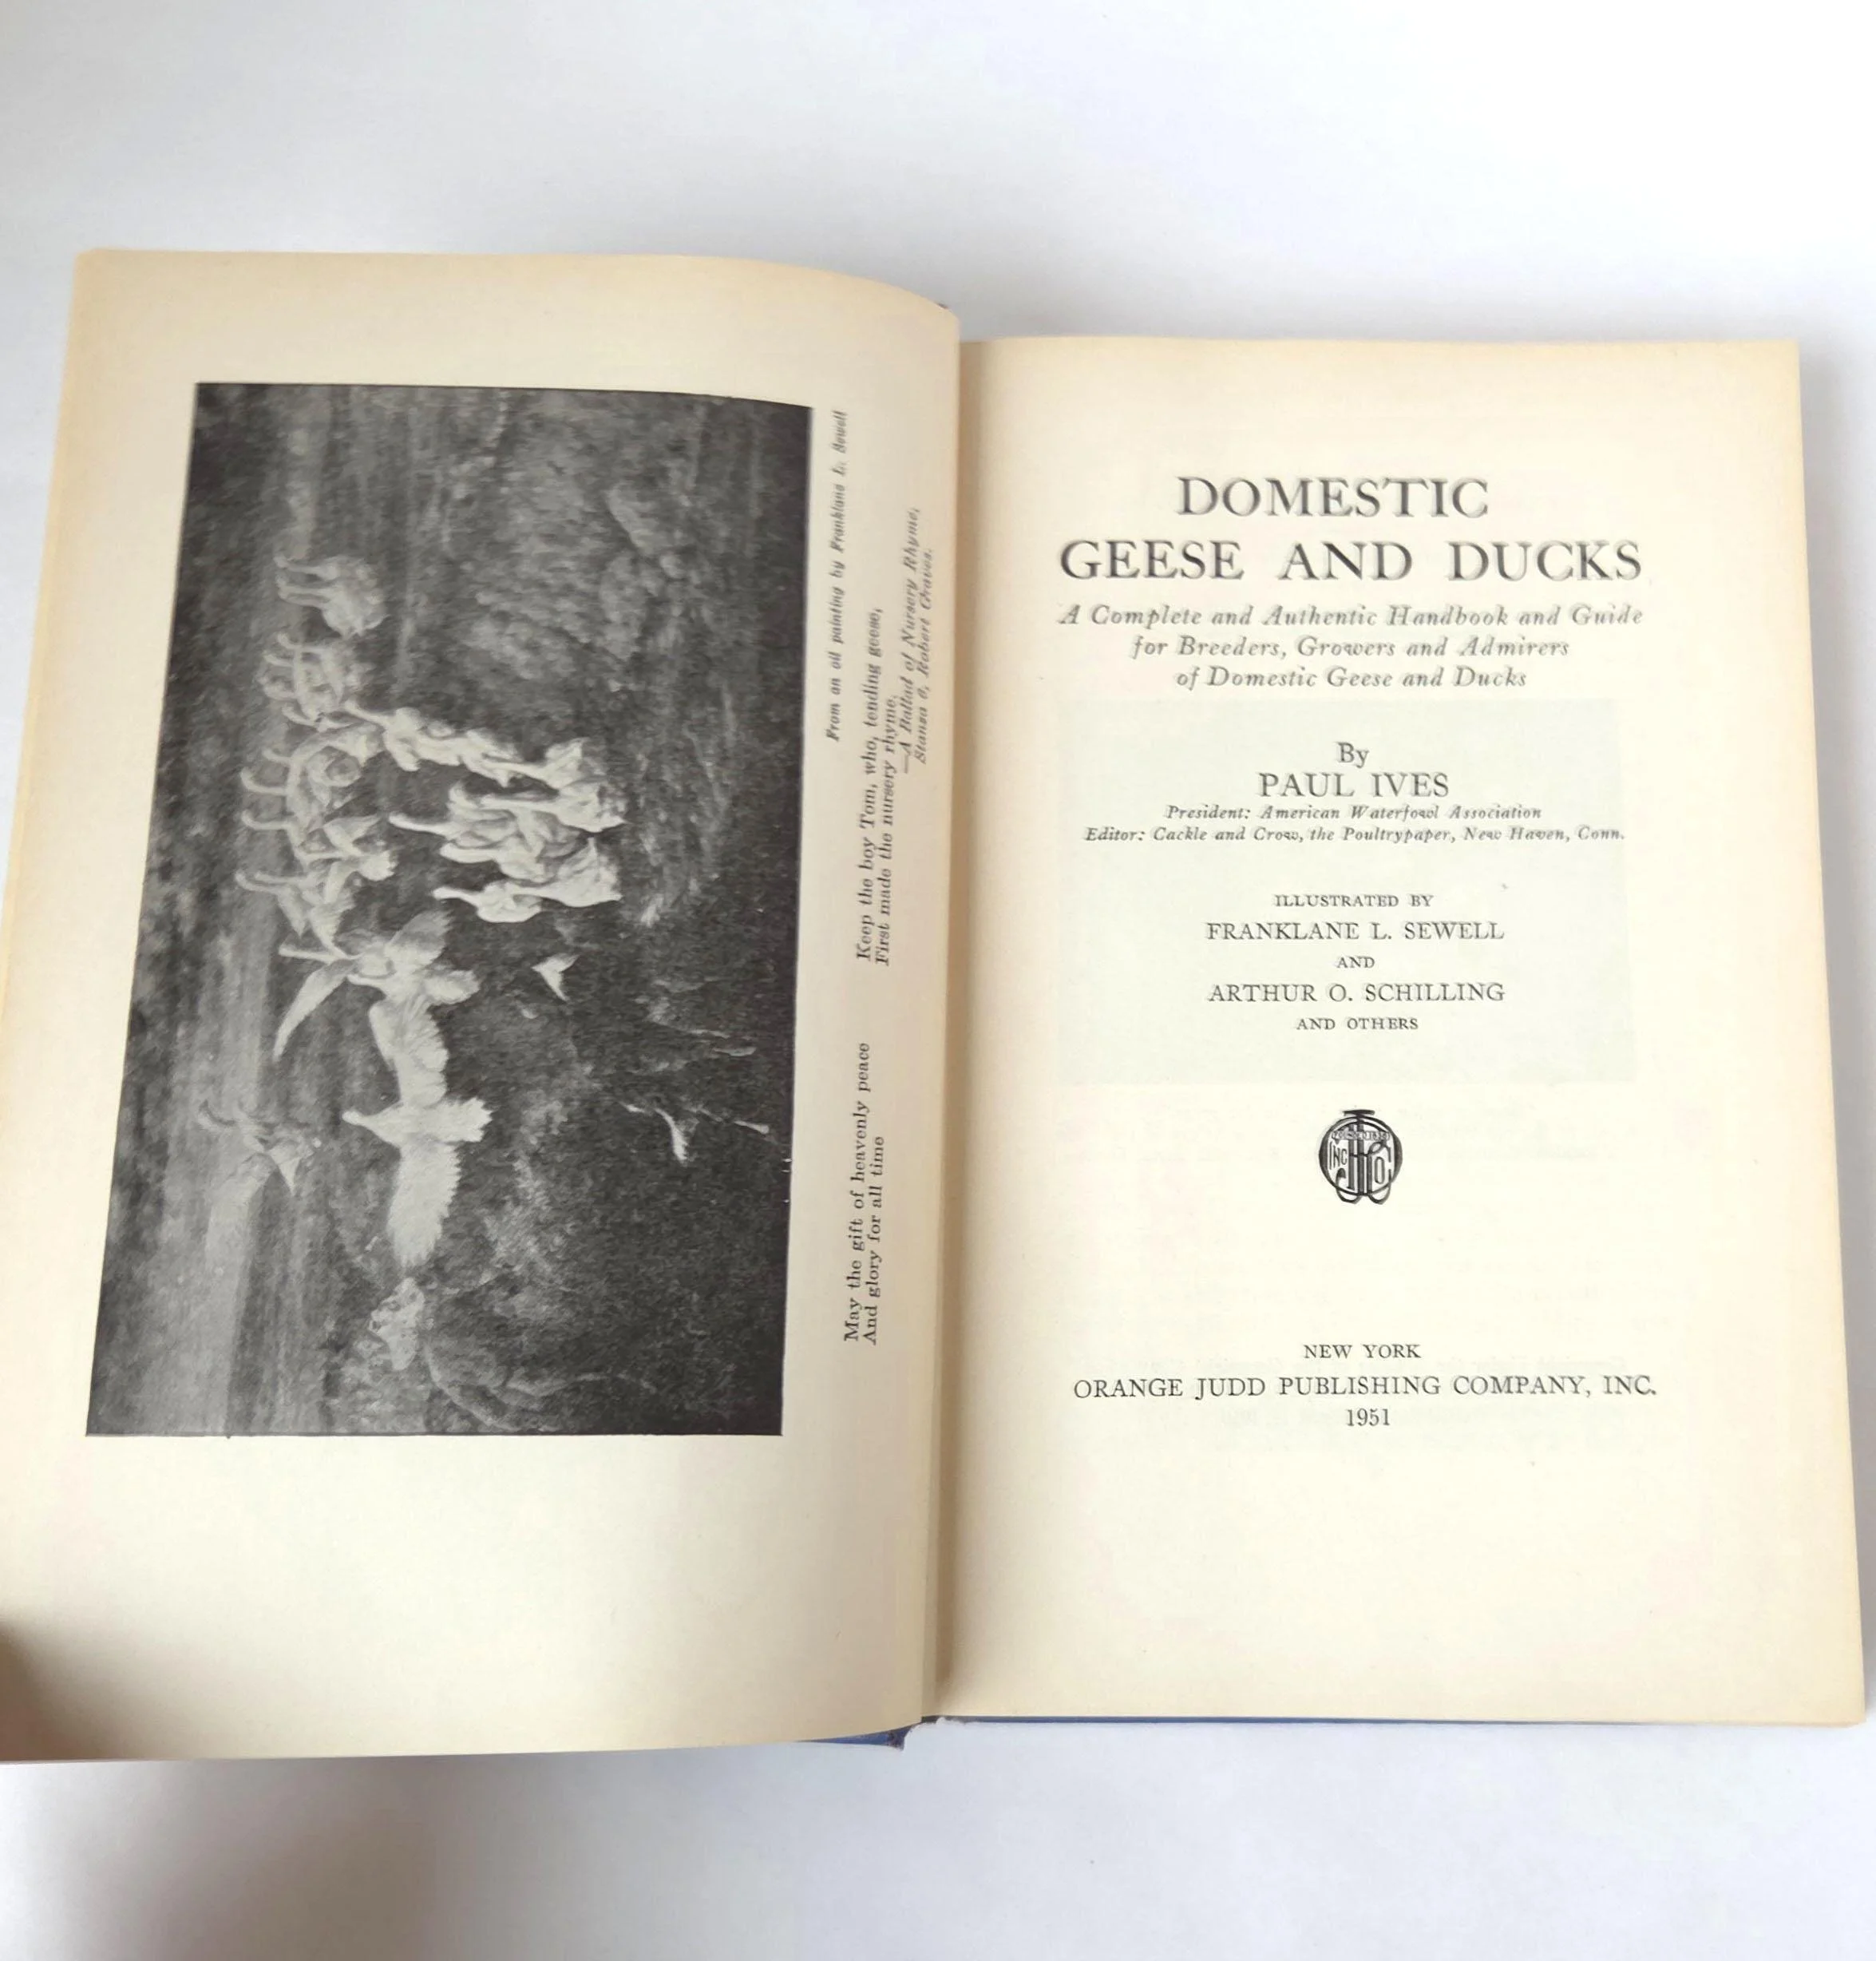 From an oil painting by Franklane L. Sewell
May the gift of heavenly peace
And glory for all time
Keep the boy Tom, who, tending geese,
First made the nursery rhyme.
—A Ballad of Nursery Rhyme,
Stanza 6, Robert Graves.
DOMESTIC
GEESE AND DUCKS
A Complete and Authentic Handbook and Guide
for Breeders, Growers and Admirers
of Domestic Geese and Ducks
By
PAUL IVES
President: American Waterfowl Association
Editor: Cackle and Crow, the Poultrypaper, New Haven, Conn.
ILLUSTRATED BY
FRANKLANE L. SEWELL
AND
ARTHUR O. SCHILLING
AND OTHERS
INC
NEW YORK
ORANGE JUDD PUBLISHING COMPANY, INC.
1951